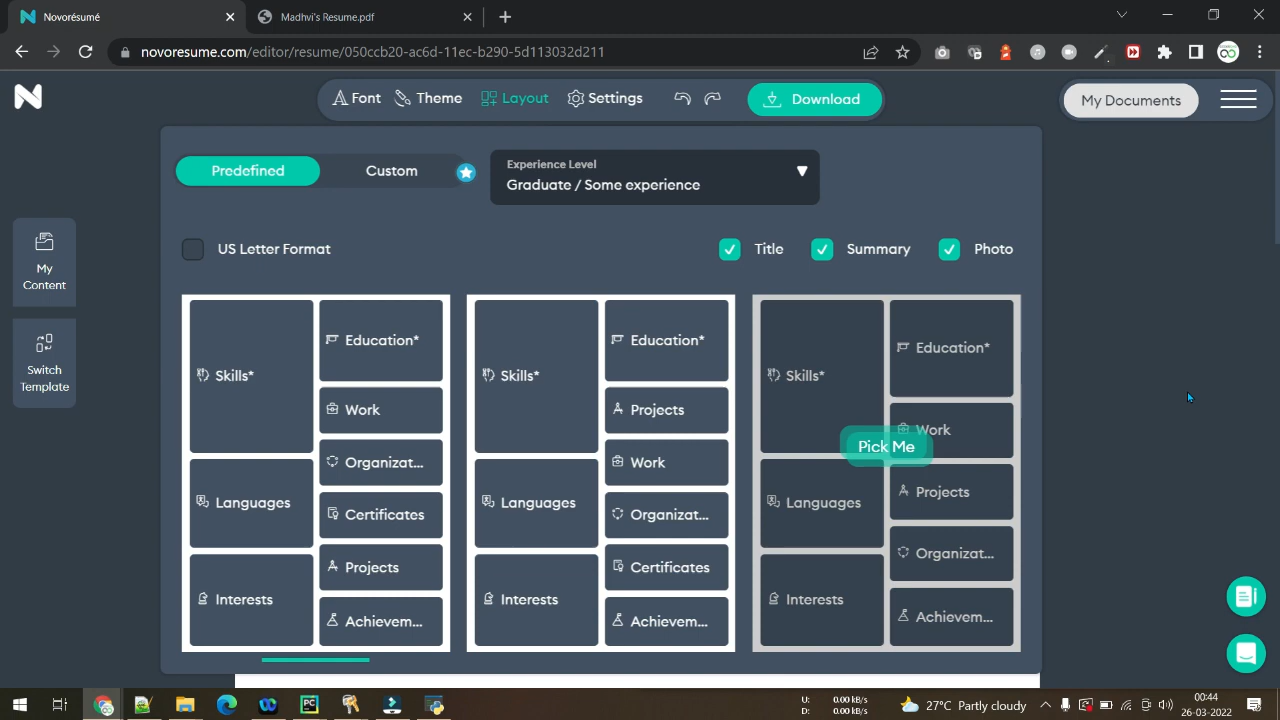 Novorésumé
Madhvi's Resume.pdf
novoresume.com/editor/resume/050ccb20-ac6d-11ec-b290-5d113032d211
Font
Theme
Layout
Settings
Download
My Documents
Predefined
Custom
Experience Level
Graduate / Some experience
US Letter Format
Title
Summary
Photo
My
Content
Switch
Template
Skills*
Languages
Interests
Education*
Work
Organizat...
Certificates
Projects
Achievem...
Skills*
Languages
Interests
Education*
Projects
Work
Organizat...
Certificates
Achievem...
Skills*
Languages
Interests
Education*
Work
Projects
Organizat...
Achievem...
Pick Me
U: 0.00 kB/s
D: 0.00 kB/s
27°C Partly cloudy
00:44
26-03-2022